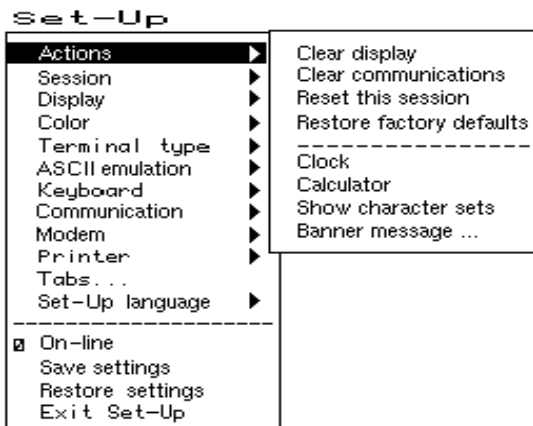 Set-Up
Actions
Session
Display
Color
Terminal type
ASCII emulation
Keyboard
Communication
Modem
Printer
Tabs...
Set-Up language
On-line
Save settings
Restore settings
Exit Set-Up
Clear display
Clear communications
Reset this session
Restore factory defaults
Clock
Calculator
Show character sets
Banner message ...